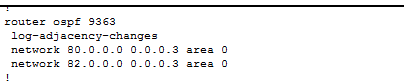 !
router ospf 9363
 log-adjacency-changes
 network 80.0.0.0 0.0.0.3 area 0
 network 82.0.0.0 0.0.0.3 area 0
!